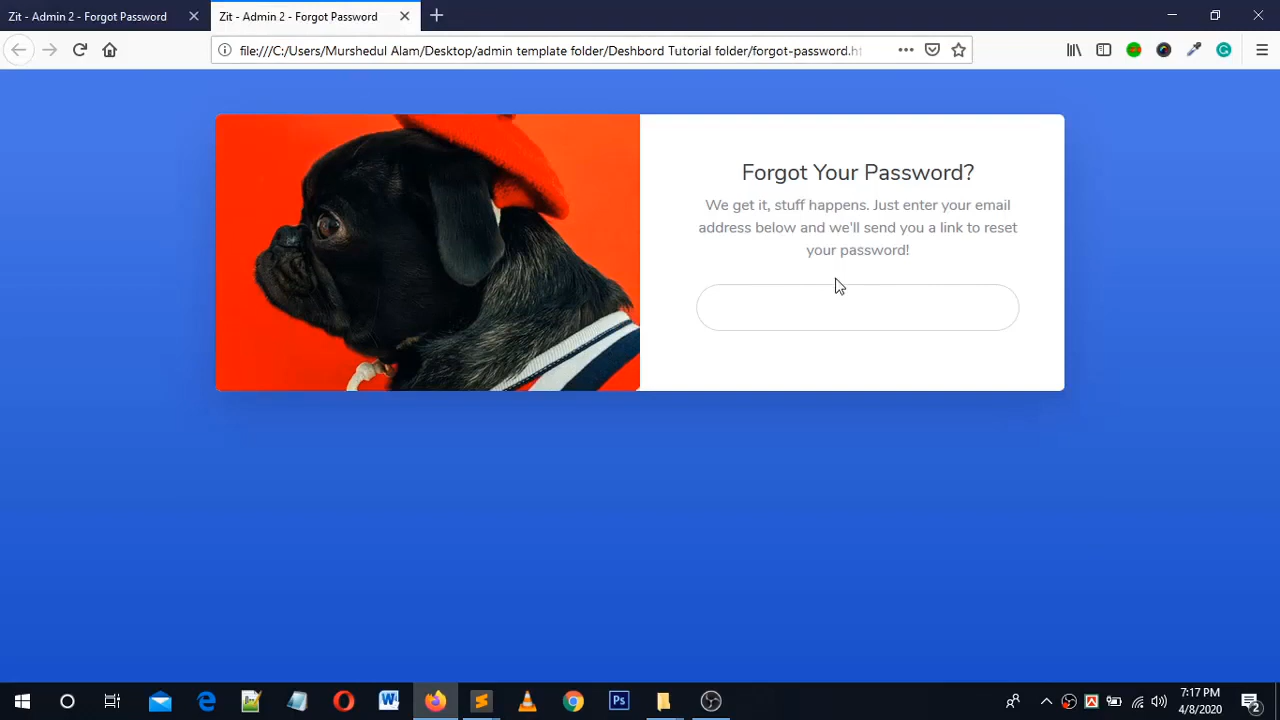 Zit - Admin 2 - Forgot Password
Zit - Admin 2 - Forgot Password
file:///C:/Users/Murshedul Alam/Desktop/admin template folder/Deshbord Tutorial folder/forgot-password.ht
Forgot Your Password?
We get it, stuff happens. Just enter your email
address below and we'll send you a link to reset
your password!
7:17 PM
4/8/2020
2